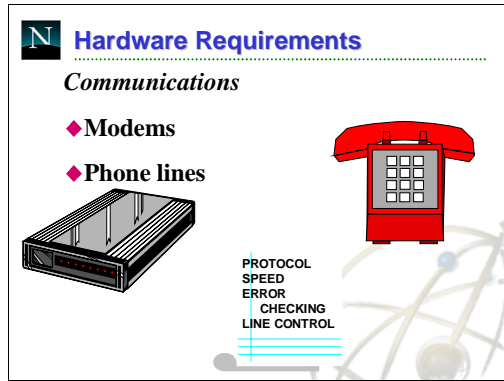 N
Hardware Requirements
Communications
Modems
Phone lines
PROTOCOL
SPEED
ERROR
CHECKING
LINE CONTROL